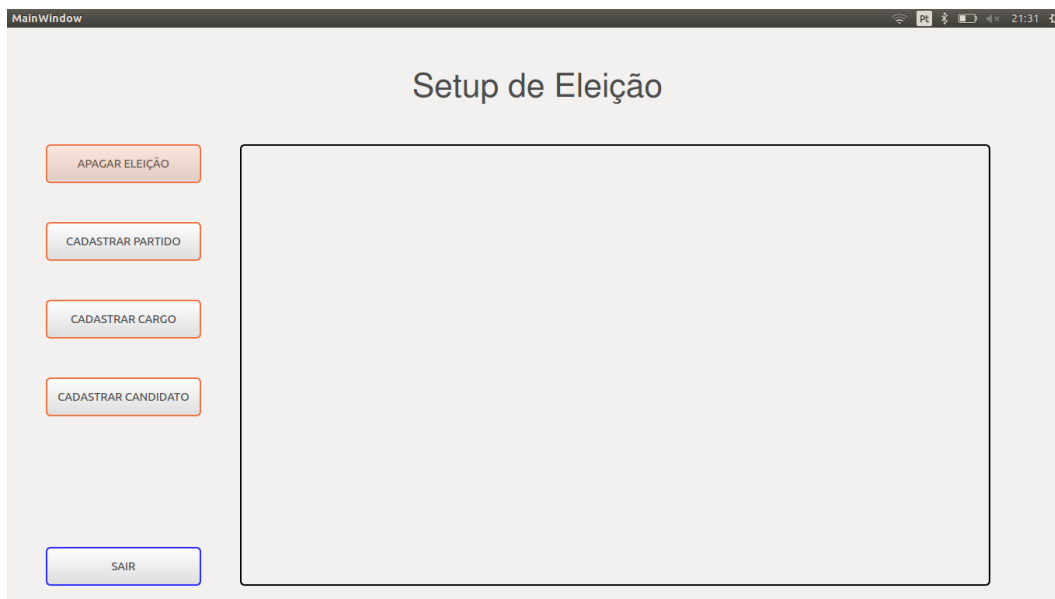 MainWindow
Pt
21:31
Setup de Eleição
APAGAR ELEIÇÃO
CADASTRAR PARTIDO
CADASTRAR CARGO
CADASTRAR CANDIDATO
SAIR